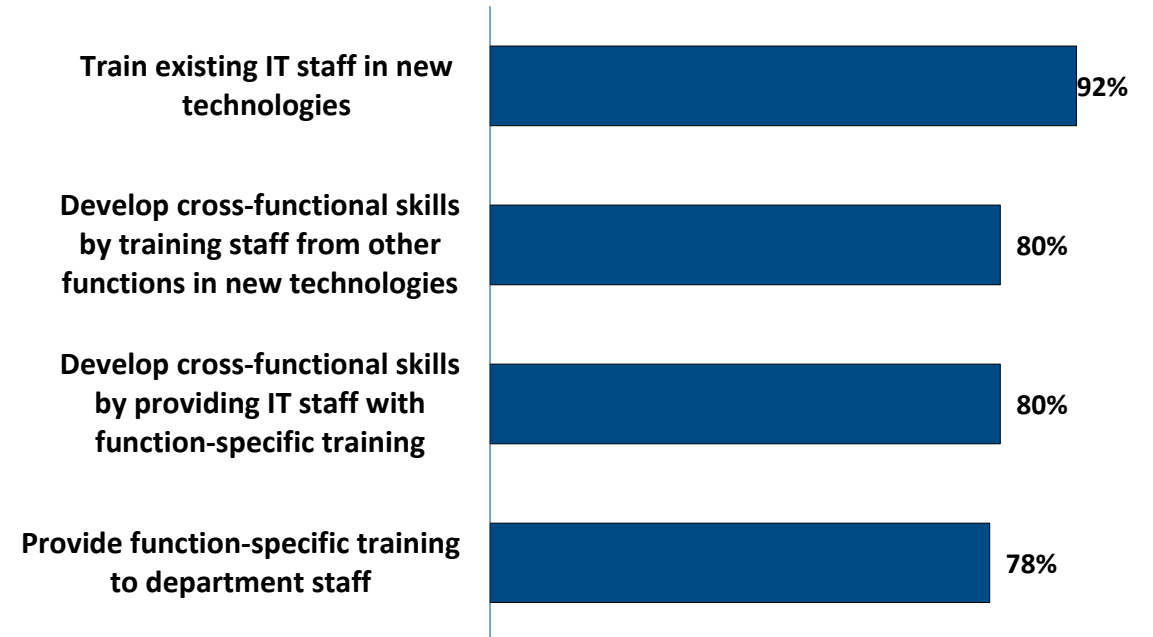 Train existing IT staff in new
technologies
92%
Develop cross-functional skills
by training staff from other
functions in new technologies
80%
Develop cross-functional skills
by providing IT staff with
function-specific training
80%
Provide function-specific training
to department staff
78%